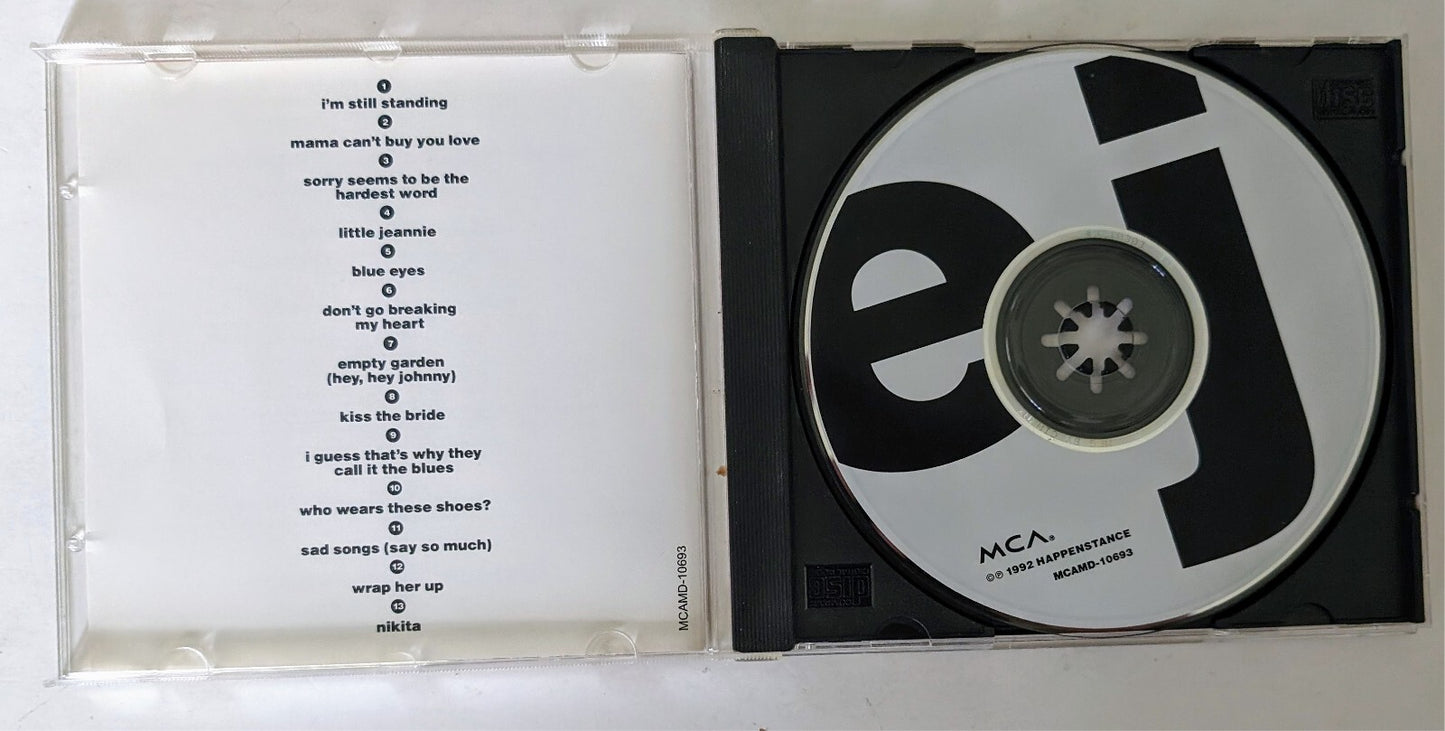 1
i'm still standing
2
mama can't buy you love
3
sorry seems to be the
hardest word
4
little jeannie
5
blue eyes
6
don't go breaking
my heart
7
empty garden
(hey, hey johnny)
8
kiss the bride
9
i guess that's why they
call it the blues
10
who wears these shoes?
11
sad songs (say so much)
12
wrap her up
13
nikita
MCAMD-10693
ej
MCA®
©℗ 1992 HAPPENSTANCE
MCAMD-10693
disc
disc